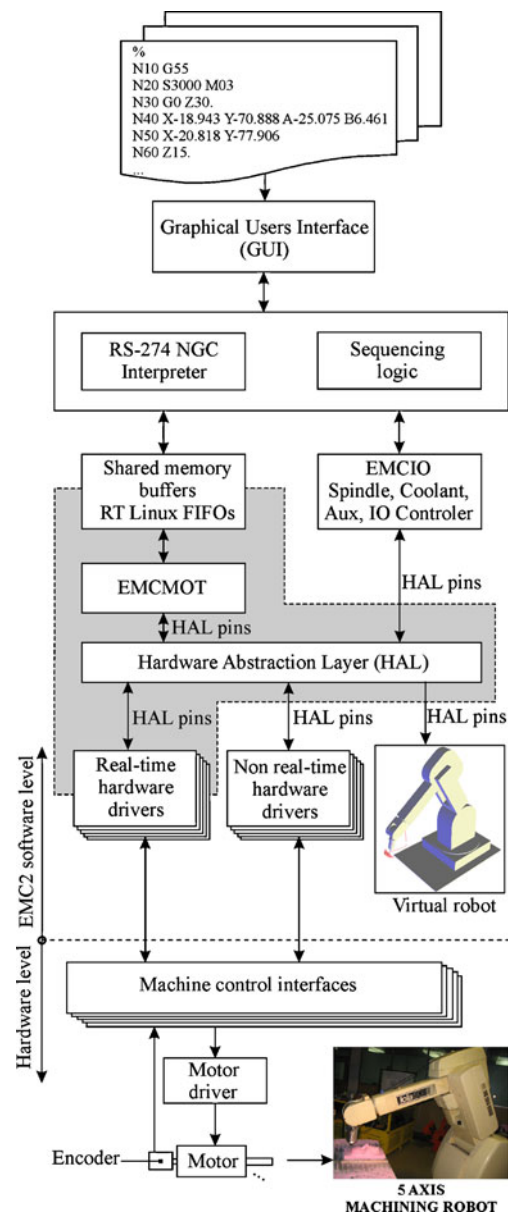 %
N10 G55
N20 S3000 M03
N30 G0 Z30.
N40 X-18.943 Y-70.888 A-25.075 B6.461
N50 X-20.818 Y-77.906
N60 Z15.
...
Graphical Users Interface
(GUI)
RS-274 NGC
Interpreter
Sequencing
logic
Shared memory
buffers
RT Linux FIFOs
EMCIO
Spindle, Coolant,
Aux, IO Controler
EMCMOT
HAL pins
HAL pins
Hardware Abstraction Layer (HAL)
HAL pins
HAL pins
HAL pins
Real-time
hardware
drivers
Non real-time
hardware
drivers
Virtual robot
EMC2 software level
Hardware level
Machine control interfaces
Motor
driver
Encoder
Motor
...
5 AXIS
MACHINING ROBOT